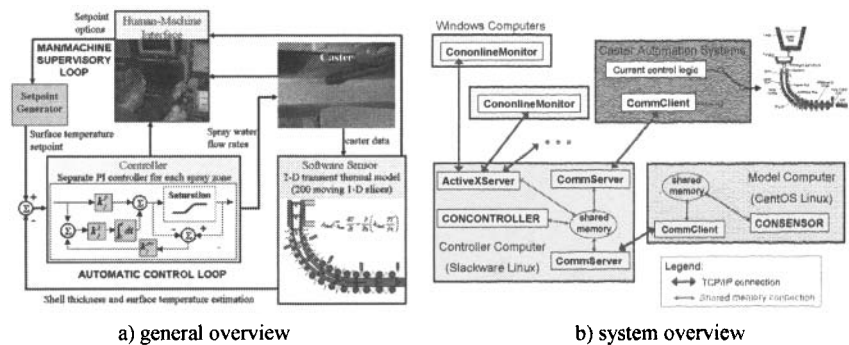 Setpoint
options
Human-Machine
Interface
MAN/MACHINE
SUPERVISORY
LOOP
Caster
Setpoint
Generator
Surface temperature
setpoint
Spray water
flow rates
caster data
Controller
Separate PI controller for each spray zone
Saturation
Software Sensor
2-D transient thermal model
(200 moving 1-D slices)
AUTOMATIC CONTROL LOOP
Shell thickness and surface temperature estimation
a) general overview
Windows Computers
CononlineMonitor
CononlineMonitor
Caster Automation Systems
Current control logic
CommClient
ActiveXServer
CommServer
CONCONTROLLER
shared
memory
Controller Computer
(Slackware Linux)
CommServer
shared
memory
Model Computer
(CentOS Linux)
CommClient
CONSENSOR
Legend:
TCP/IP connection
Shared memory connection
b) system overview